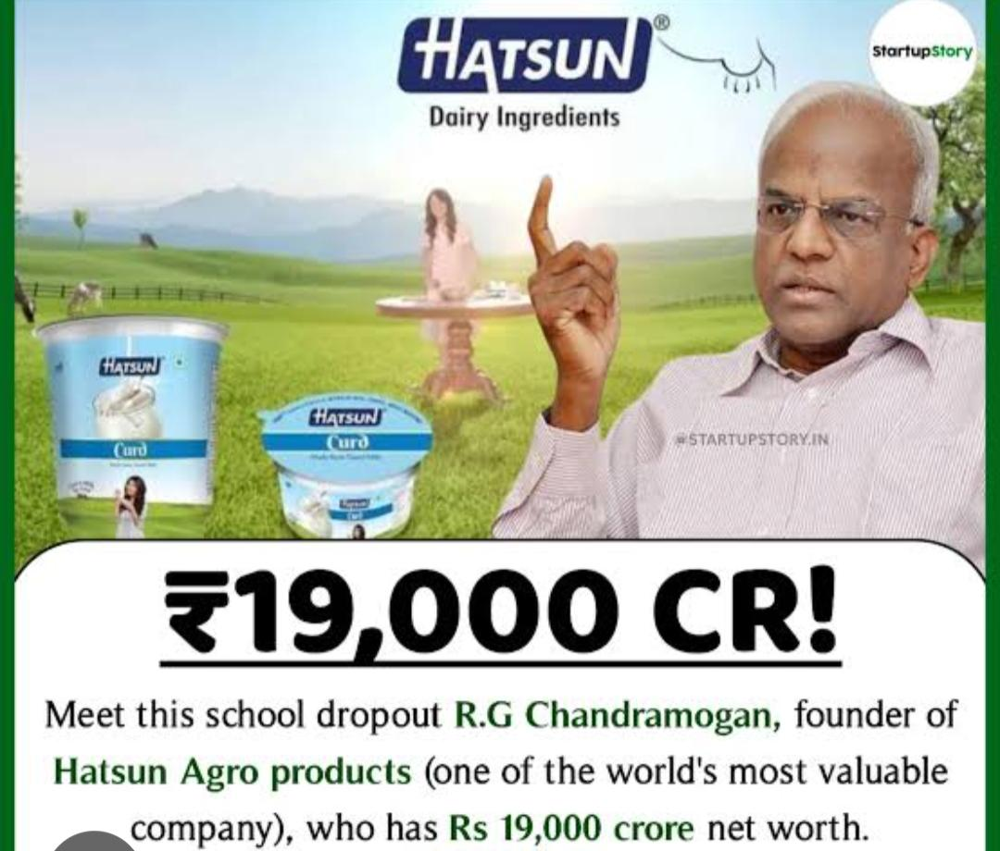 HATSUN®
StartupStory
Dairy Ingredients
HATSUN
Curd
HATSUN
Curd
@STARTUPSTORY.IN
₹19,000 CR!
Meet this school dropout R.G Chandramogan, founder of
Hatsun Agro products (one of the world's most valuable
company), who has Rs 19,000 crore net worth.